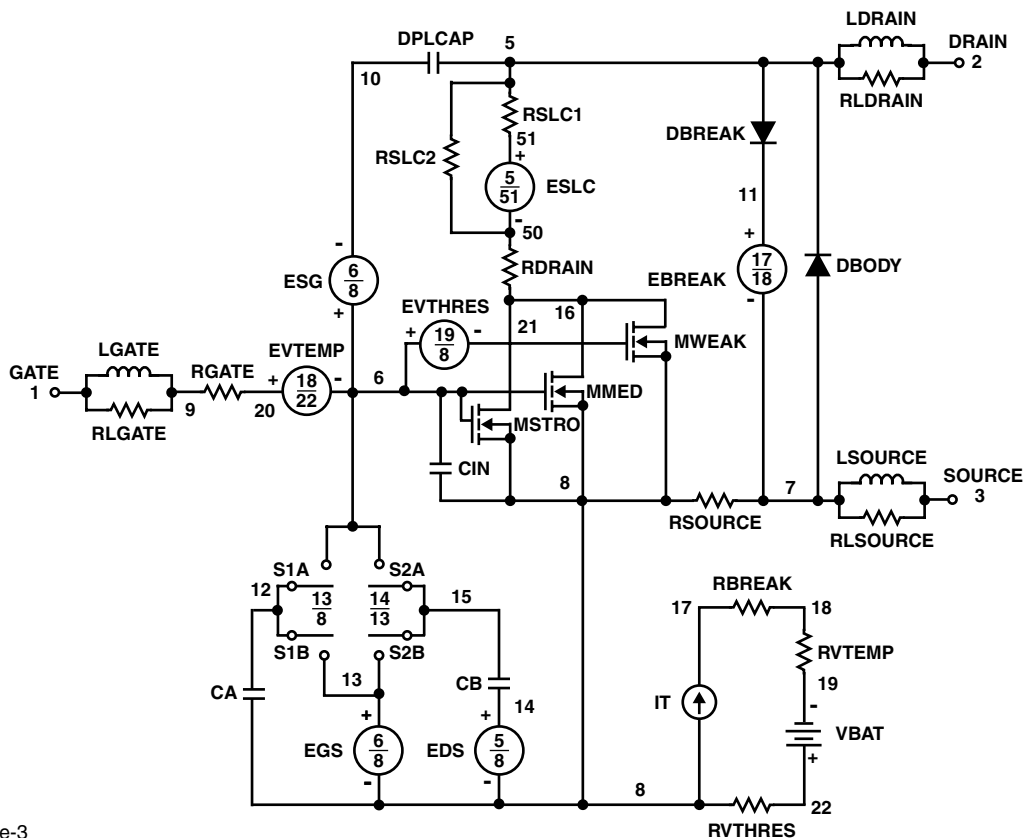 LDRAIN
DPLCAP
5
DRAIN
2
10
RLDRAIN
RSLC1
51
DBREAK
RSLC2
+
5
51
ESLC
11
-
50
-
+
17
18
EBREAK
-
DBODY
RDRAIN
6
8
ESG
+
EVTHRES
16
21
+
19
8
-
MWEAK
LGATE
EVTEMP
GATE
1
RGATE
+
18
22
-
6
9
20
MMED
RLGATE
MSTRO
CIN
8
7
LSOURCE
SOURCE
3
RSOURCE
RLSOURCE
S1A
S2A
12
13
8
14
13
15
RBREAK
17
18
S1B
S2B
RVTEMP
13
CA
CB
14
19
IT
-
VBAT
+
+
+
EGS
6
8
EDS
5
8
-
-
8
22
RVTHRES
e-3